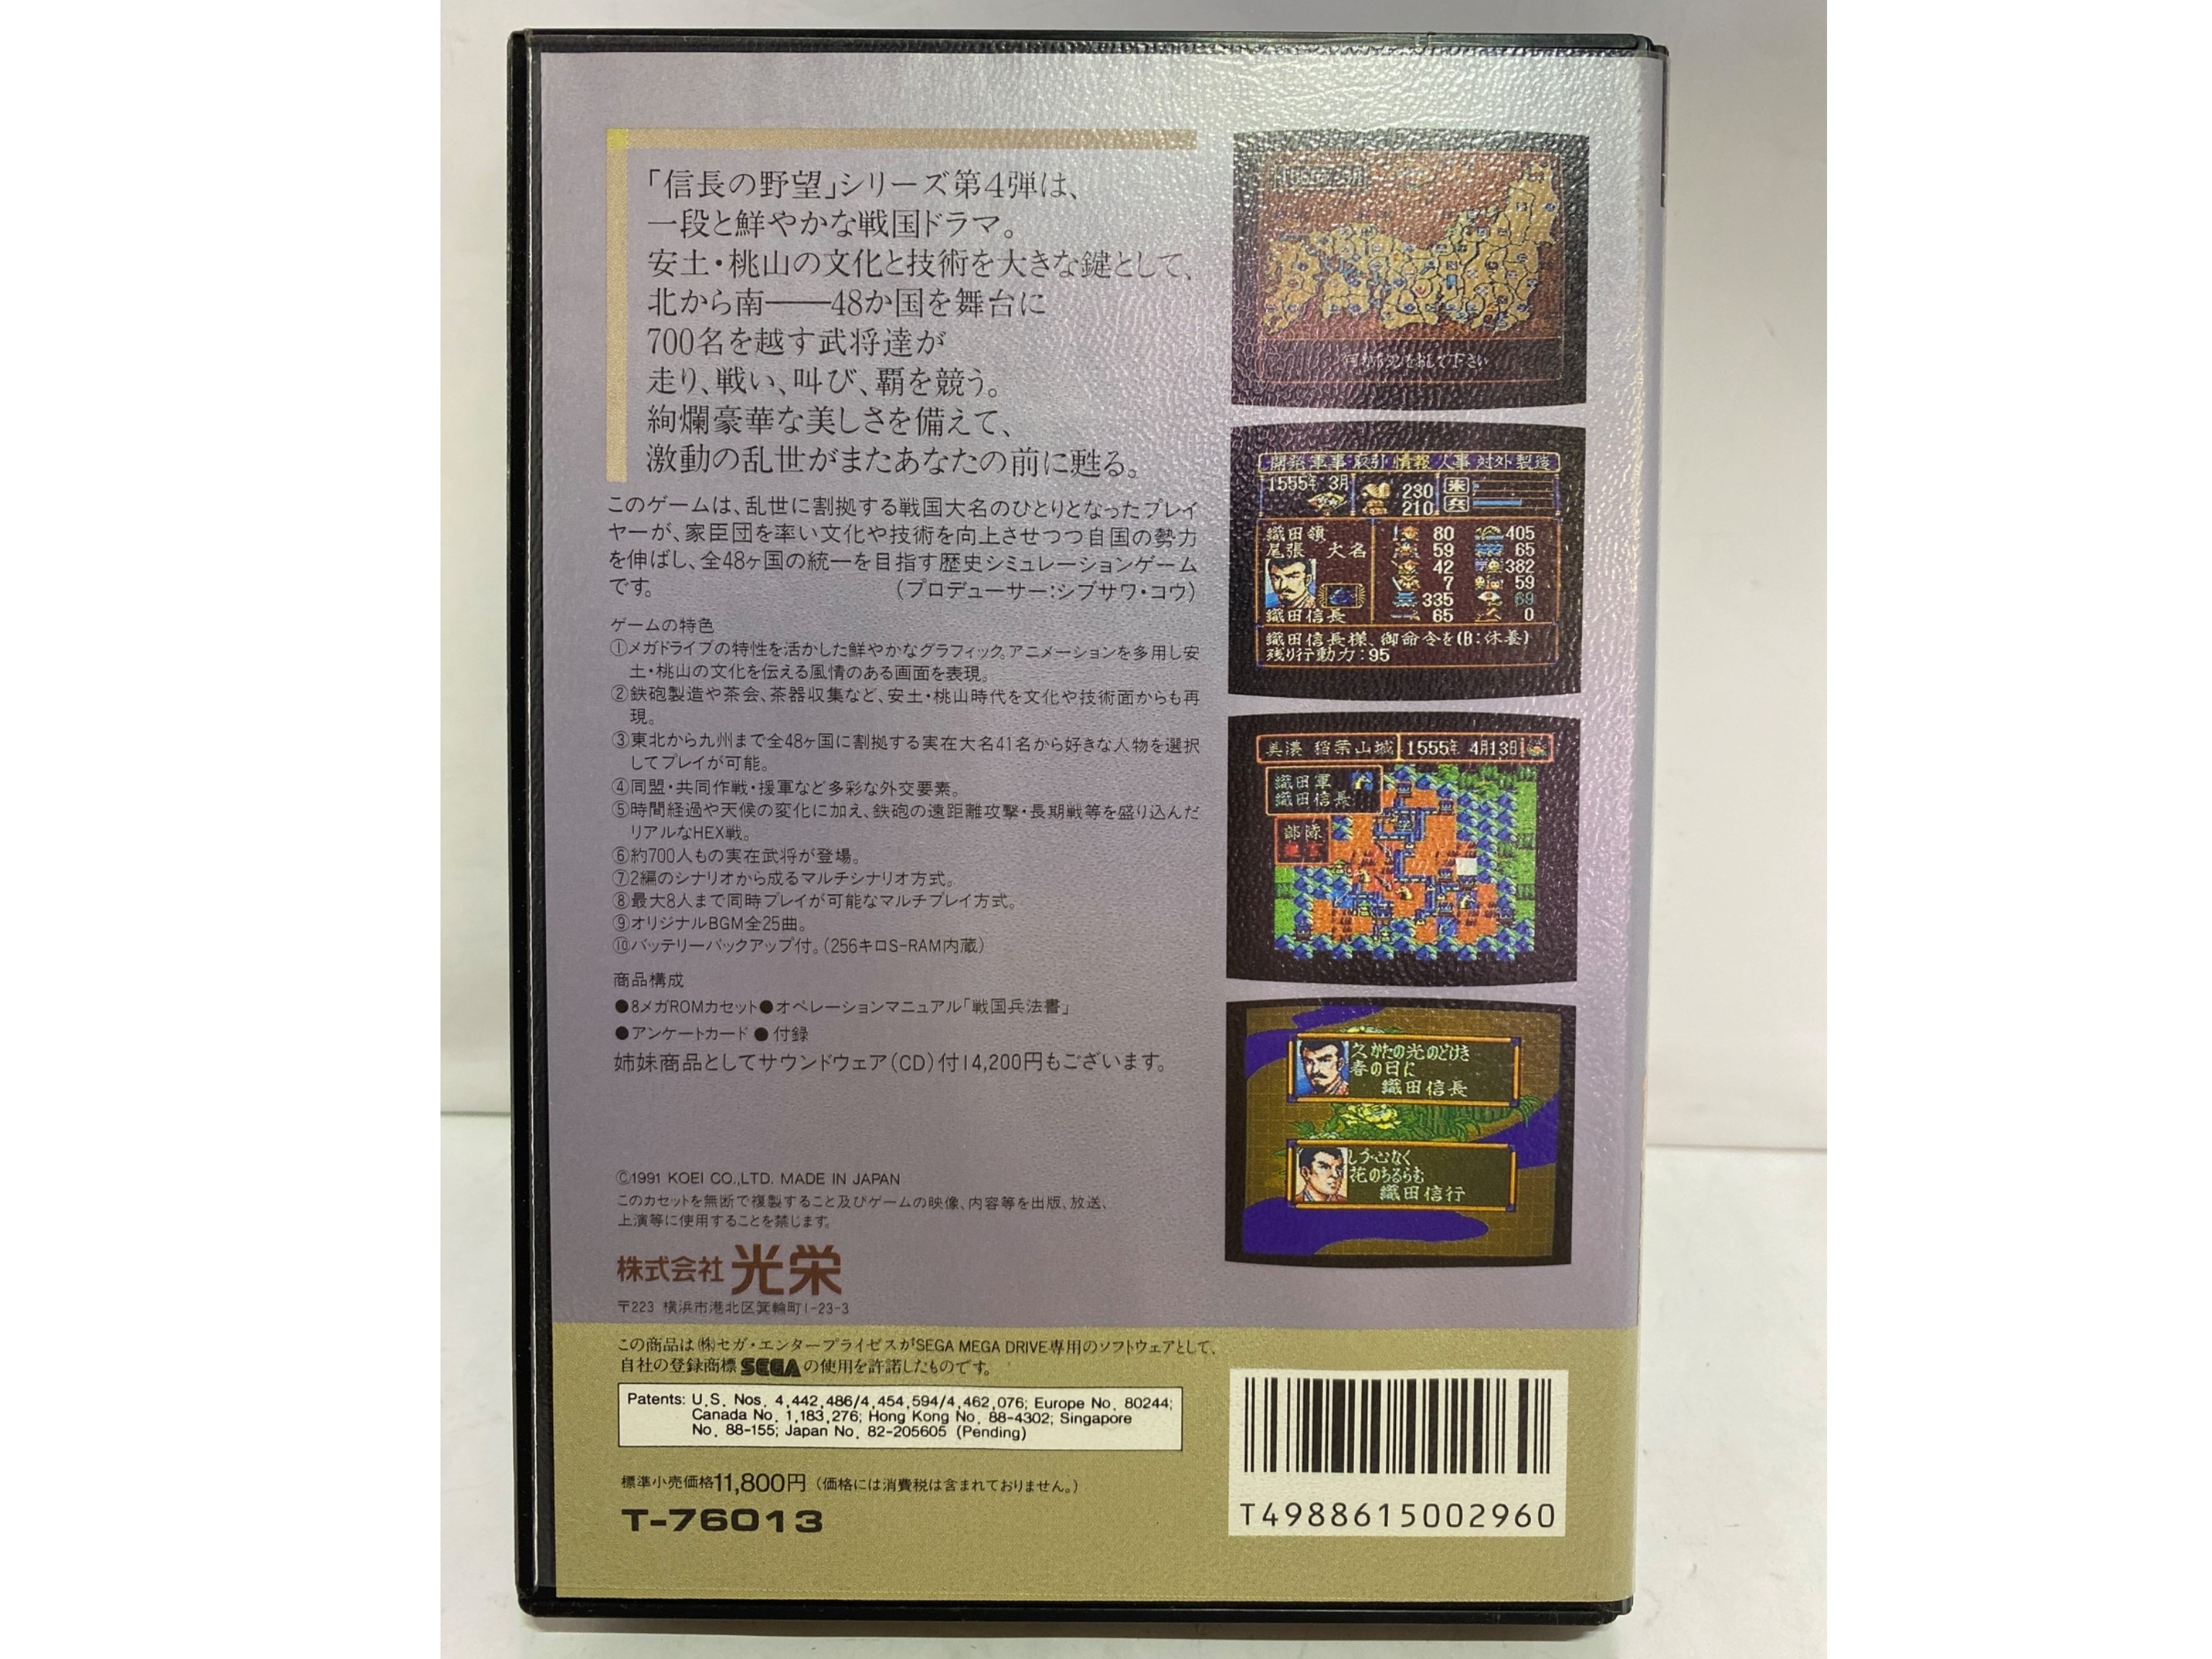 「信長の野望」シリーズ第4弾は、
一段と鮮やかな戦国ドラマ。
安土・桃山の文化と技術を大きな鍵として、
北から南――48か国を舞台に
700名を越す武将達が
走り、戦い、叫び、覇を競う。
絢爛豪華な美しさを備えて、
激動の乱世がまたあなたの前に甦る。
このゲームは、乱世に割拠する戦国大名のひとりとなったプレイ
ヤーが、家臣団を率い文化や技術を向上させつつ自国の勢力
を伸ばし、全48ヶ国の統一を目指す歴史シミュレーションゲーム
です。 (プロデューサー:シブサワ・コウ)
ゲームの特色
①メガドライブの特性を活かした鮮やかなグラフィック。アニメーションを多用し安
土・桃山の文化を伝える風情のある画面を表現。
②鉄砲製造や茶会、茶器収集など、安土・桃山時代を文化や技術面からも再
現。
③東北から九州まで全48ヶ国に割拠する実在大名41名から好きな人物を選択
してプレイが可能。
④同盟・共同作戦・援軍など多彩な外交要素。
⑤時間経過や天候の変化に加え、鉄砲の遠距離攻撃・長期戦等を盛り込んだ
リアルなHEX戦。
⑥約700人もの実在武将が登場。
⑦2編のシナリオから成るマルチシナリオ方式。
⑧最大8人まで同時プレイが可能なマルチプレイ方式。
⑨オリジナルBGM全25曲。
⑩バッテリーバックアップ付。(256キロS-RAM内蔵)
商品構成
●8メガROMカセット●オペレーションマニュアル「戦国兵法書」
●アンケートカード ● 付録
姉妹商品としてサウンドウェア(CD)付14,200円もございます。
©1991 KOEI CO.,LTD. MADE IN JAPAN
このカセットを無断で複製すること及びゲームの映像、内容等を出版、放送、
上演等に使用することを禁じます。
株式会社 光栄
〒223 横浜市港北区箕輪町1-23-3
この商品は(株)セガ・エンタープライゼスがSEGA MEGA DRIVE専用のソフトウェアとして、
自社の登録商標 SEGA の使用を許諾したものです。
Patents: U.S. Nos. 4,442,486/4,454,594/4,462,076; Europe No. 80244;
Canada No. 1,183,276; Hong Kong No. 88-4302; Singapore
No. 88-155; Japan No. 82-205605 (Pending)
標準小売価格11,800円 (価格には消費税は含まれておりません。)
T-76013
ボタンを押して下さい
開発 軍事 取引 情報 人事 対外 製造
1555年 3月 230 米
210 兵
織田領 80 405
尾張 大名 59 65
42 382
7 59
335 69
織田信長 65 0
織田信長様、御命令を(B:休養)
残り行動力:95
美濃 稲葉山城 1555年 4月13日
織田軍
織田信長
部隊
久かたの光のどけき
春の日に
織田信長
しづ心なく
花のちるらむ
織田信行
T4988615002960